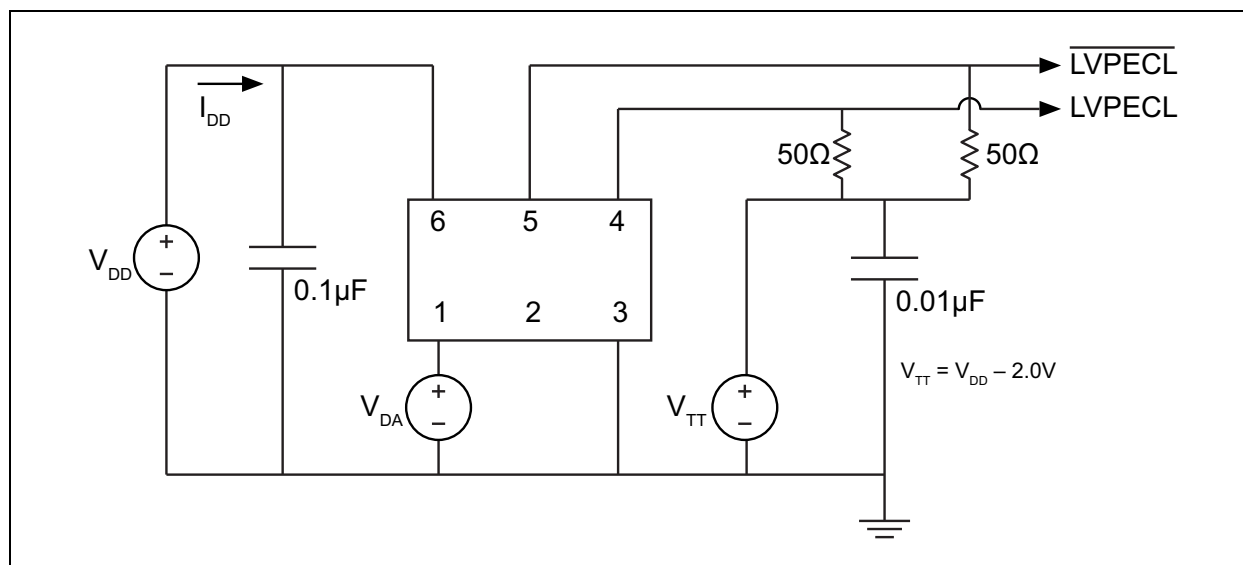 LVPECL
LVPECL
I_DD
50Ω
50Ω
6 5 4
+
V_DD
−
0.1µF
0.01µF
1 2 3
V_TT = V_DD – 2.0V
+
V_DA
−
+
V_TT
−